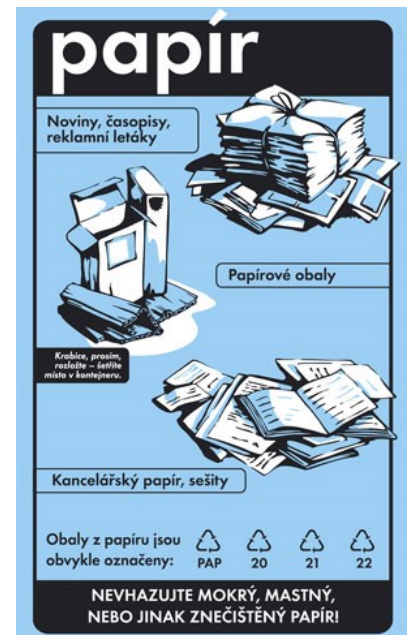 papír
Noviny, časopisy,
reklamní letáky
Papírové obaly
Krabice, prosím,
rozložte – šetříte
místo v kontejneru.
Kancelářský papír, sešity
Obaly z papíru jsou
obvykle označeny:
PAP 20 21 22
NEVHAZUJTE MOKRÝ, MASTNÝ,
NEBO JINAK ZNEČIŠTĚNÝ PAPÍR!